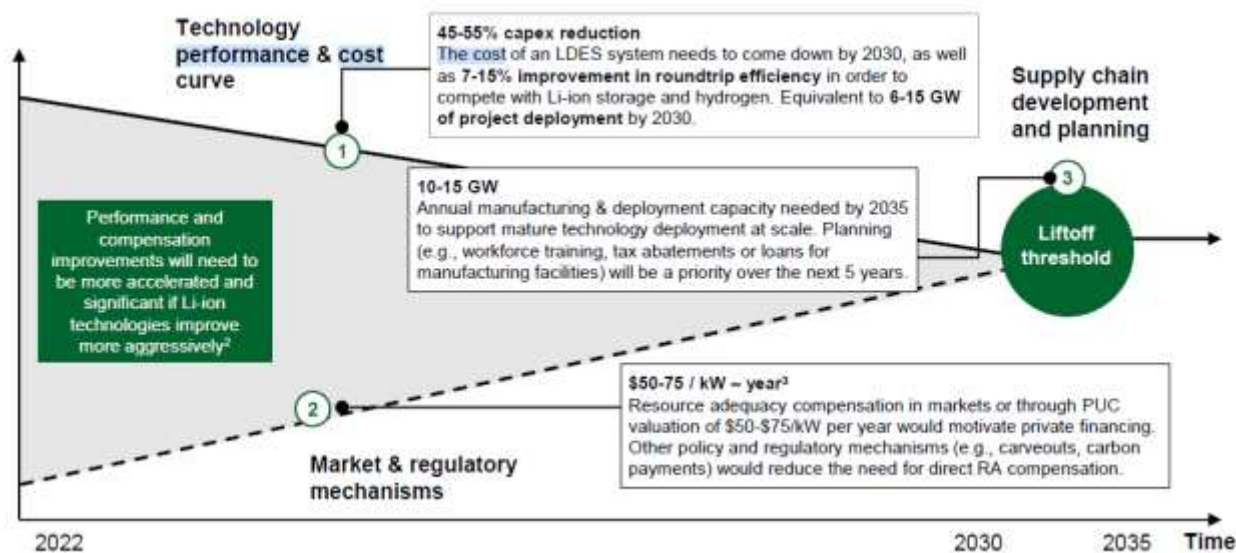 Technology
performance & cost
curve
45-55% capex reduction
The cost of an LDES system needs to come down by 2030, as well
as 7-15% improvement in roundtrip efficiency in order to
compete with Li-ion storage and hydrogen. Equivalent to 6-15 GW
of project deployment by 2030.
Supply chain
development
and planning
1
3
10-15 GW
Annual manufacturing & deployment capacity needed by 2035
to support mature technology deployment at scale. Planning
(e.g., workforce training, tax abatements or loans for
manufacturing facilities) will be a priority over the next 5 years.
Liftoff
threshold
Performance and
compensation
improvements will need to
be more accelerated and
significant if Li-ion
technologies improve
more aggressively2
2
$50-75 / kW – year3
Resource adequacy compensation in markets or through PUC
valuation of $50-$75/kW per year would motivate private financing.
Other policy and regulatory mechanisms (e.g., carveouts, carbon
payments) would reduce the need for direct RA compensation.
Market & regulatory
mechanisms
2022
2030
2035
Time